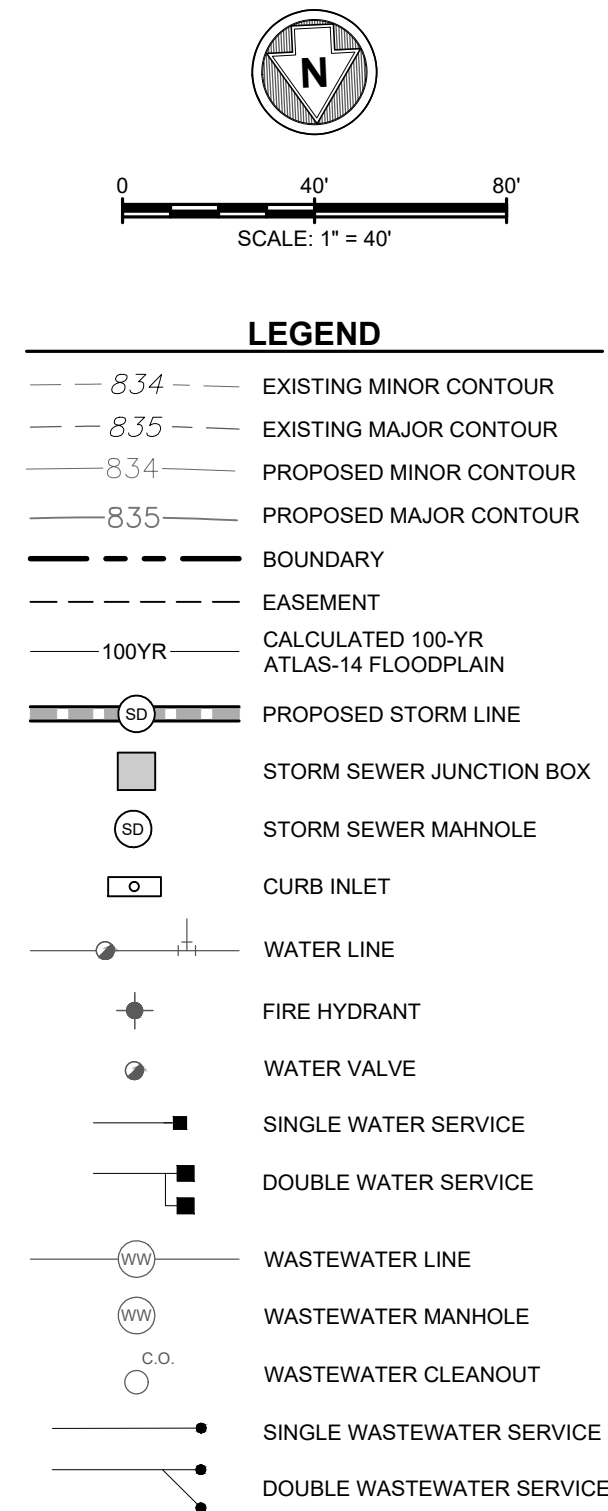 N
0 40' 80'
SCALE: 1" = 40'
LEGEND
834 EXISTING MINOR CONTOUR
835 EXISTING MAJOR CONTOUR
834 PROPOSED MINOR CONTOUR
835 PROPOSED MAJOR CONTOUR
BOUNDARY
EASEMENT
100YR CALCULATED 100-YR
ATLAS-14 FLOODPLAIN
SD PROPOSED STORM LINE
STORM SEWER JUNCTION BOX
SD STORM SEWER MAHNOLE
CURB INLET
WATER LINE
FIRE HYDRANT
WATER VALVE
SINGLE WATER SERVICE
DOUBLE WATER SERVICE
WW WASTEWATER LINE
WW WASTEWATER MANHOLE
C.O. WASTEWATER CLEANOUT
SINGLE WASTEWATER SERVICE
DOUBLE WASTEWATER SERVICE